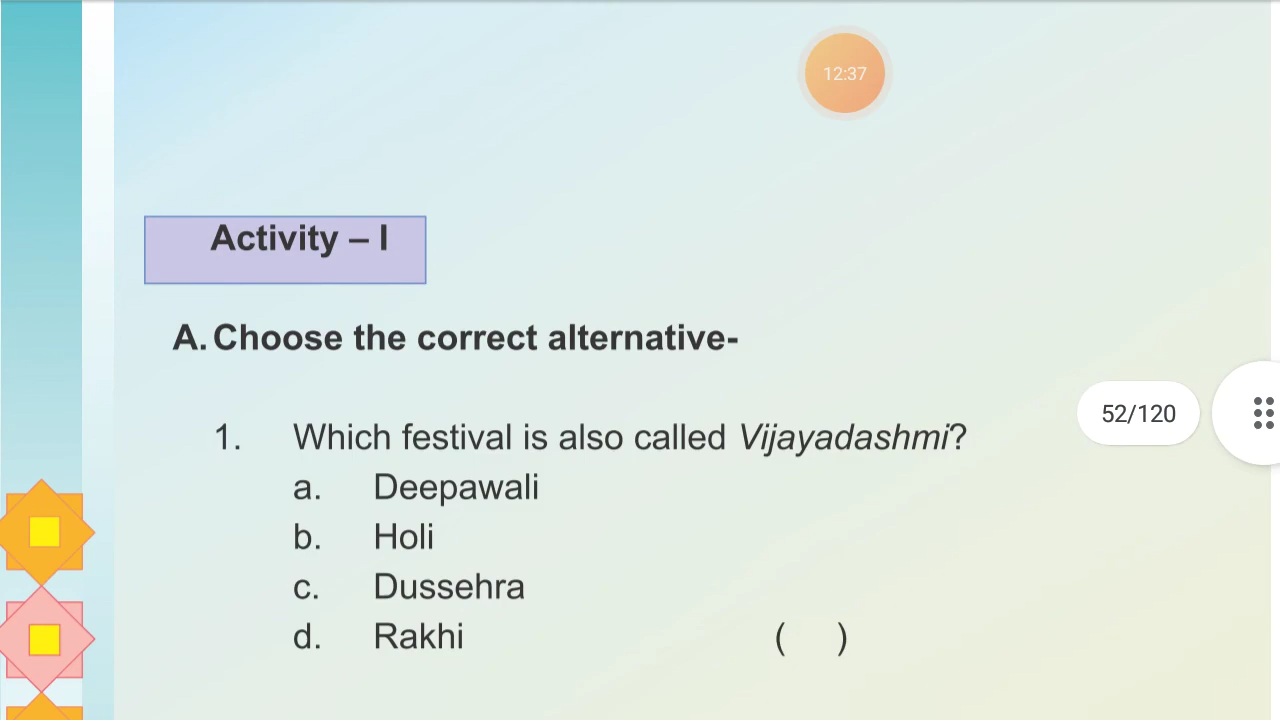 12:37
Activity – I
A. Choose the correct alternative-
52/120
1. Which festival is also called Vijayadashmi?
a. Deepawali
b. Holi
c. Dussehra
d. Rakhi ( )